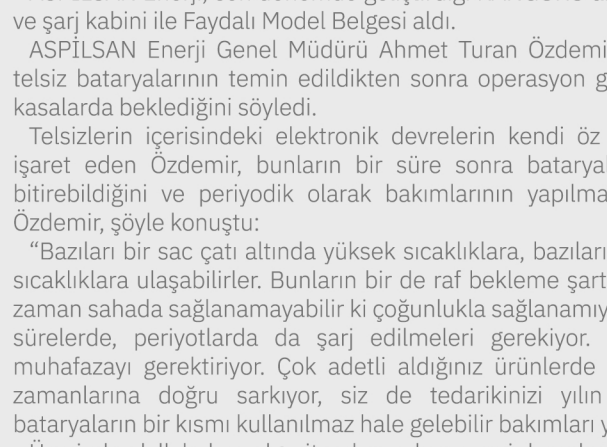 ve şarj kabini ile Faydalı Model Belgesi aldı.
ASPİLSAN Enerji Genel Müdürü Ahmet Turan Özdemi
telsiz bataryalarının temin edildikten sonra operasyon g
kasalarda beklediğini söyledi.
Telsizlerin içerisindeki elektronik devrelerin kendi öz
işaret eden Özdemir, bunların bir süre sonra batarya
bitirebildiğini ve periyodik olarak bakımlarının yapılma
Özdemir, şöyle konuştu:
“Bazıları bir sac çatı altında yüksek sıcaklıklara, bazıları
sıcaklıklara ulaşabilirler. Bunların bir de raf bekleme şart
zaman sahada sağlanamayabilir ki çoğunlukla sağlanamıy
sürelerde, periyotlarda da şarj edilmeleri gerekiyor.
muhafazayı gerektiriyor. Çok adetli aldığınız ürünlerde
zamanlarına doğru sarkıyor, siz de tedarikinizi yılın
bataryaların bir kısmı kullanılmaz hale gelebilir bakımları y